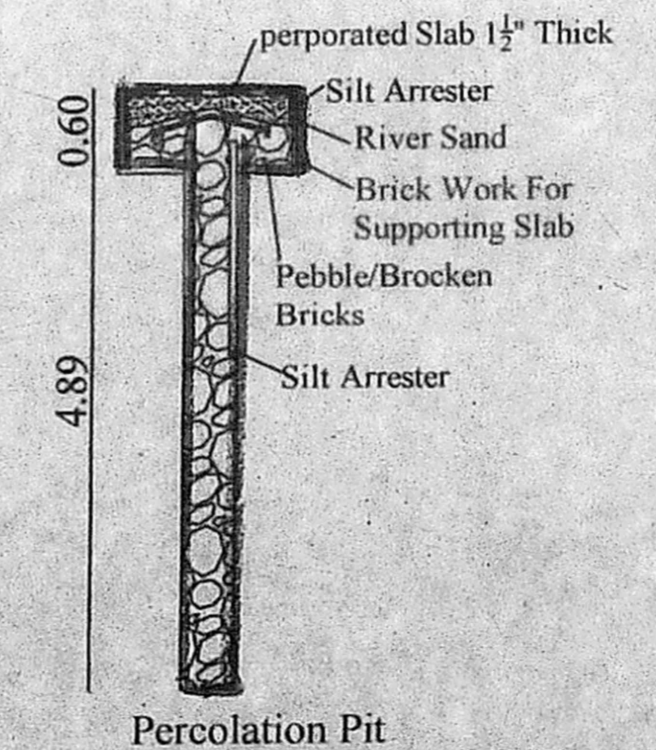 perporated Slab 1½" Thick
Silt Arrester
River Sand
Brick Work For
Supporting Slab
Pebble/Brocken
Bricks
Silt Arrester
0.60
4.89
Percolation Pit